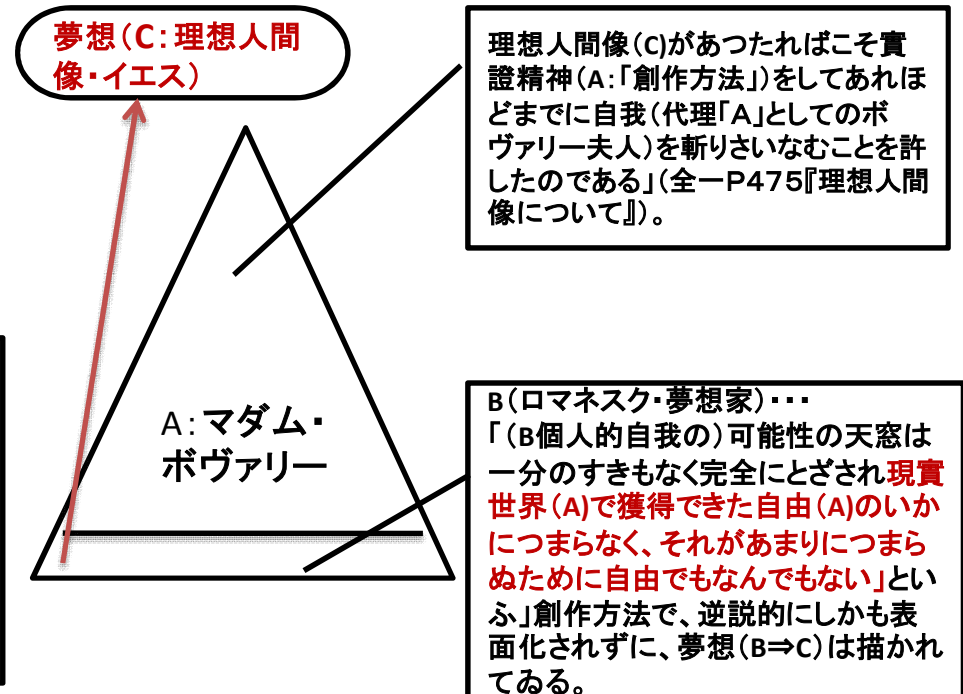 夢想（C：理想人間
像・イエス）
理想人間像（C)があつたればこそ實
證精神（A：「創作方法」）をしてあれほ
どまでに自我（代理「A」としてのボ
ヴァリー夫人）を斬りさいなむことを許
したのである」（全一P475『理想人間
像について』）。
A：マダム・
ボヴァリー
B（ロマネスク・夢想家）・・・
「（B個人的自我の）可能性の天窓は
一分のすきもなく完全にとざされ現實
世界（A)で獲得できた自由（A)のいか
につまらなく、それがあまりにつまら
ぬために自由でもなんでもない」とい
ふ」創作方法で、逆説的にしかも表
面化されずに、夢想（B⇒C）は描かれ
てゐる。